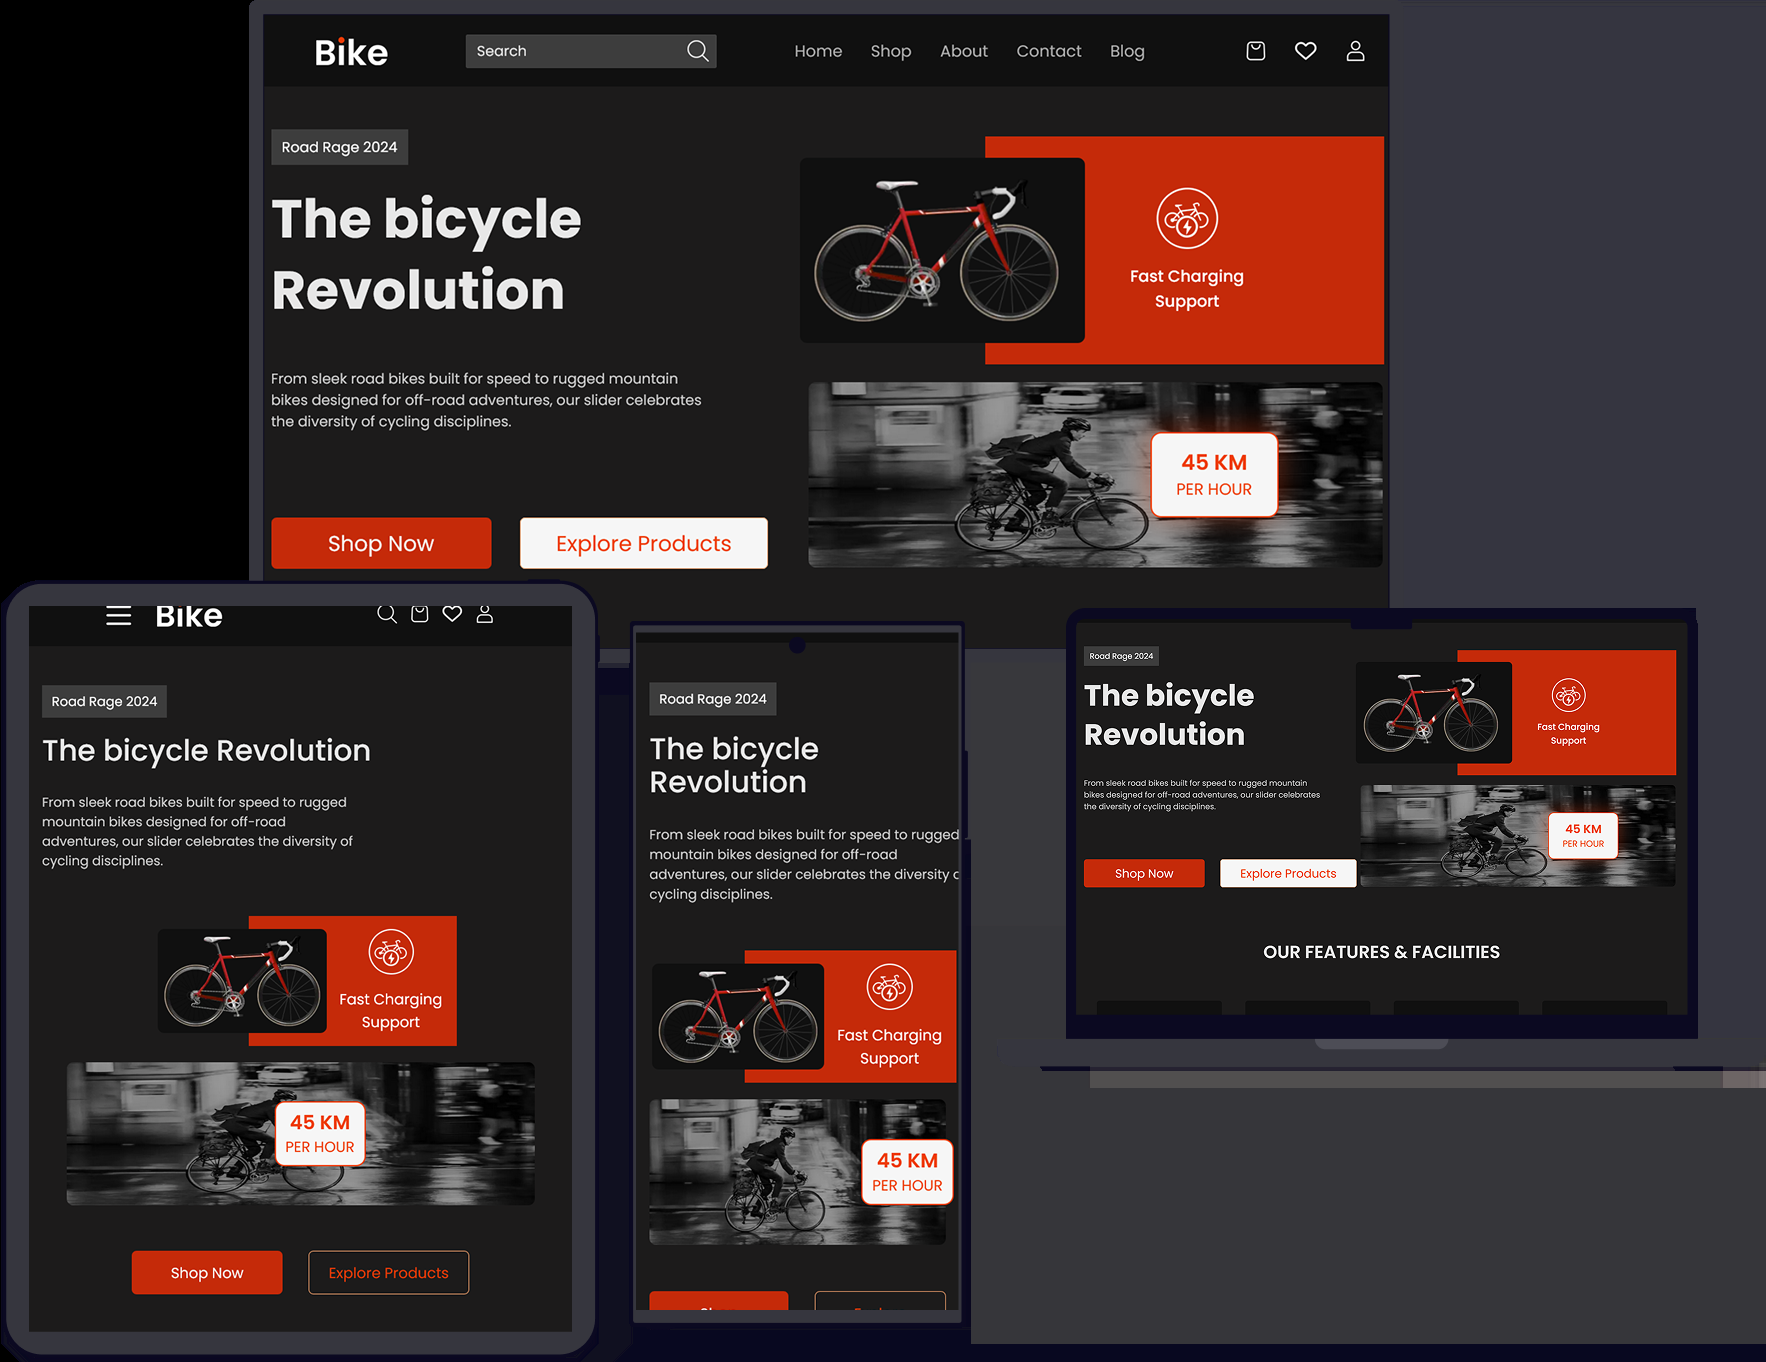 Bike
Search
Home Shop About Contact Blog
Road Rage 2024
The bicycle
Revolution
From sleek road bikes built for speed to rugged mountain
bikes designed for off-road adventures, our slider celebrates
the diversity of cycling disciplines.
Shop Now
Explore Products
Fast Charging
Support
45 KM
PER HOUR
Bike
Road Rage 2024
The bicycle Revolution
From sleek road bikes built for speed to rugged
mountain bikes designed for off-road
adventures, our slider celebrates the diversity of
cycling disciplines.
Fast Charging
Support
45 KM
PER HOUR
Shop Now
Explore Products
Road Rage 2024
The bicycle
Revolution
From sleek road bikes built for speed to rugged
mountain bikes designed for off-road
adventures, our slider celebrates the diversity
cycling disciplines.
Fast Charging
Support
45 KM
PER HOUR
Road Rage 2024
The bicycle
Revolution
From sleek road bikes built for speed to rugged mountain
bikes designed for off-road adventures, our slider celebrates
the diversity of cycling disciplines.
Shop Now
Explore Products
Fast Charging
Support
45 KM
PER HOUR
OUR FEATURES & FACILITIES